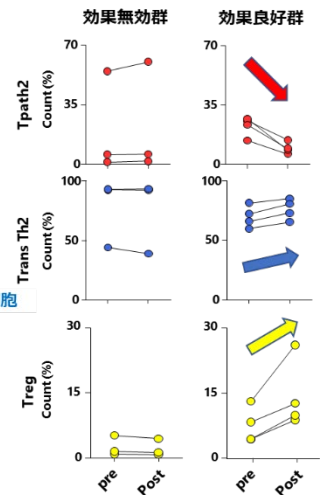 効果無効群 効果良好群
Tpath2
Count(%)
70
35
0
70
35
0
Trans Th2
Count(%)
100
50
0
100
50
0
胞
Treg
Count(%)
30
15
0
30
15
0
pre Post pre Post